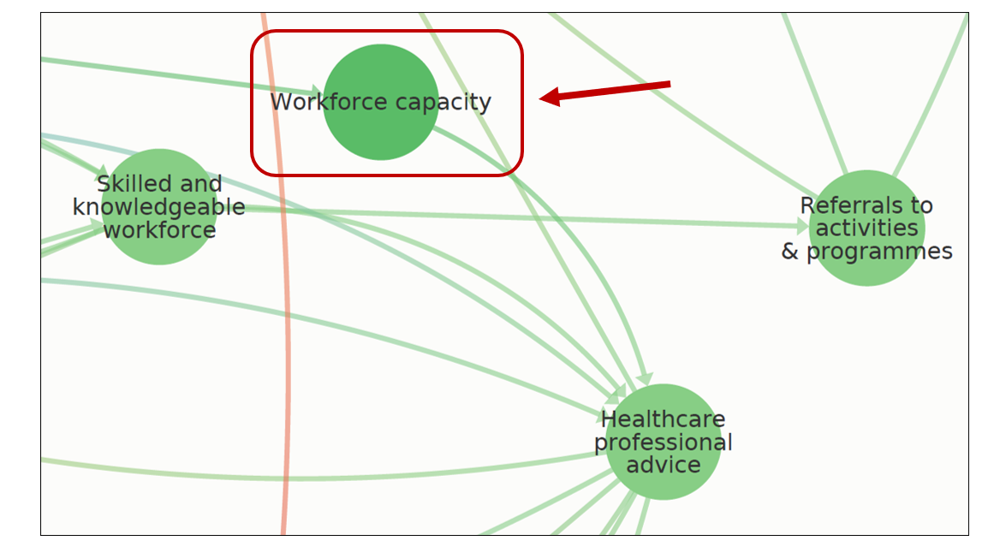 Workforce capacity
Skilled and
knowledgeable
workforce
Referrals to
activities
& programmes
Healthcare
professional
advice